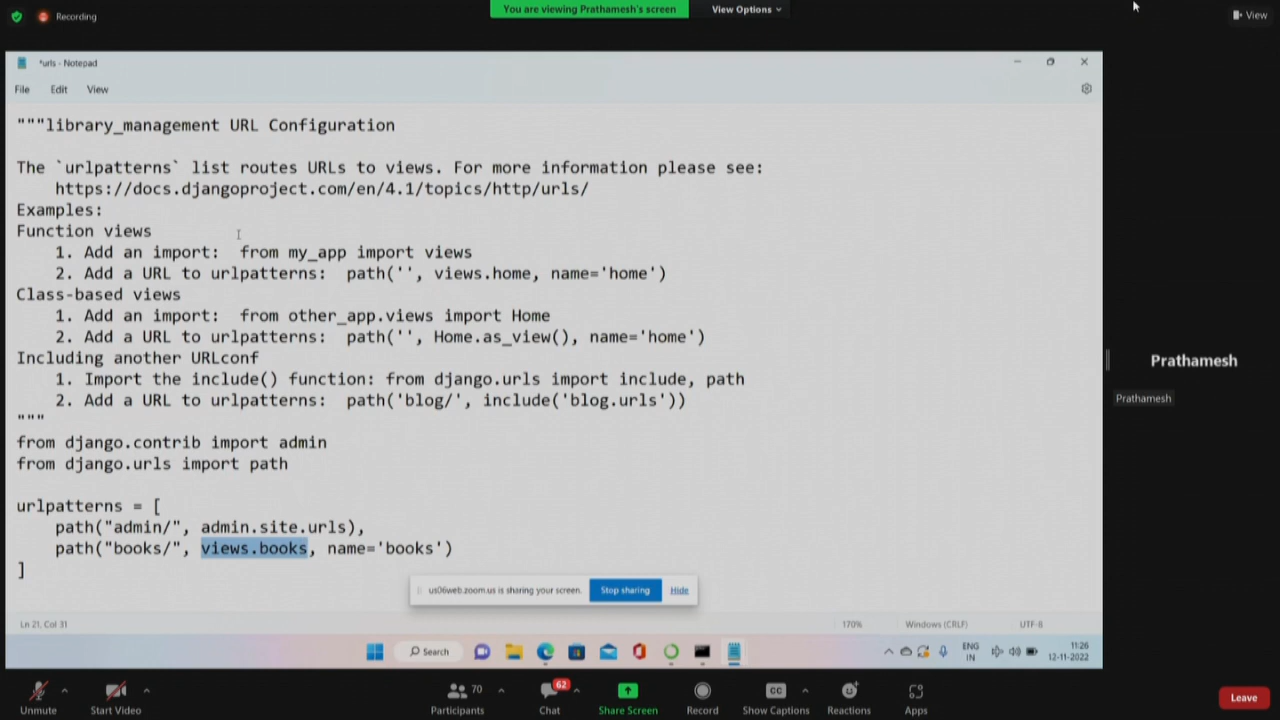 Recording
You are viewing Prathamesh's screen
View Options
View
*urls - Notepad
File Edit View
"""library_management URL Configuration
The `urlpatterns` list routes URLs to views. For more information please see:
https://docs.djangoproject.com/en/4.1/topics/http/urls/
Examples:
Function views
1. Add an import:  from my_app import views
2. Add a URL to urlpatterns:  path('', views.home, name='home')
Class-based views
1. Add an import:  from other_app.views import Home
2. Add a URL to urlpatterns:  path('', Home.as_view(), name='home')
Including another URLconf
1. Import the include() function: from django.urls import include, path
2. Add a URL to urlpatterns:  path('blog/', include('blog.urls'))
"""
from django.contrib import admin
from django.urls import path
urlpatterns = [
path("admin/", admin.site.urls),
path("books/", views.books, name='books')
]
Prathamesh
Prathamesh
us06web.zoom.us is sharing your screen.
Stop sharing
Hide
Ln 21, Col 31
170%
Windows (CRLF)
UTF-8
Search
ENG
IN
11:26
12-11-2022
Unmute
Start Video
70
Participants
62
Chat
Share Screen
Record
CC
Show Captions
Reactions
Apps
Leave